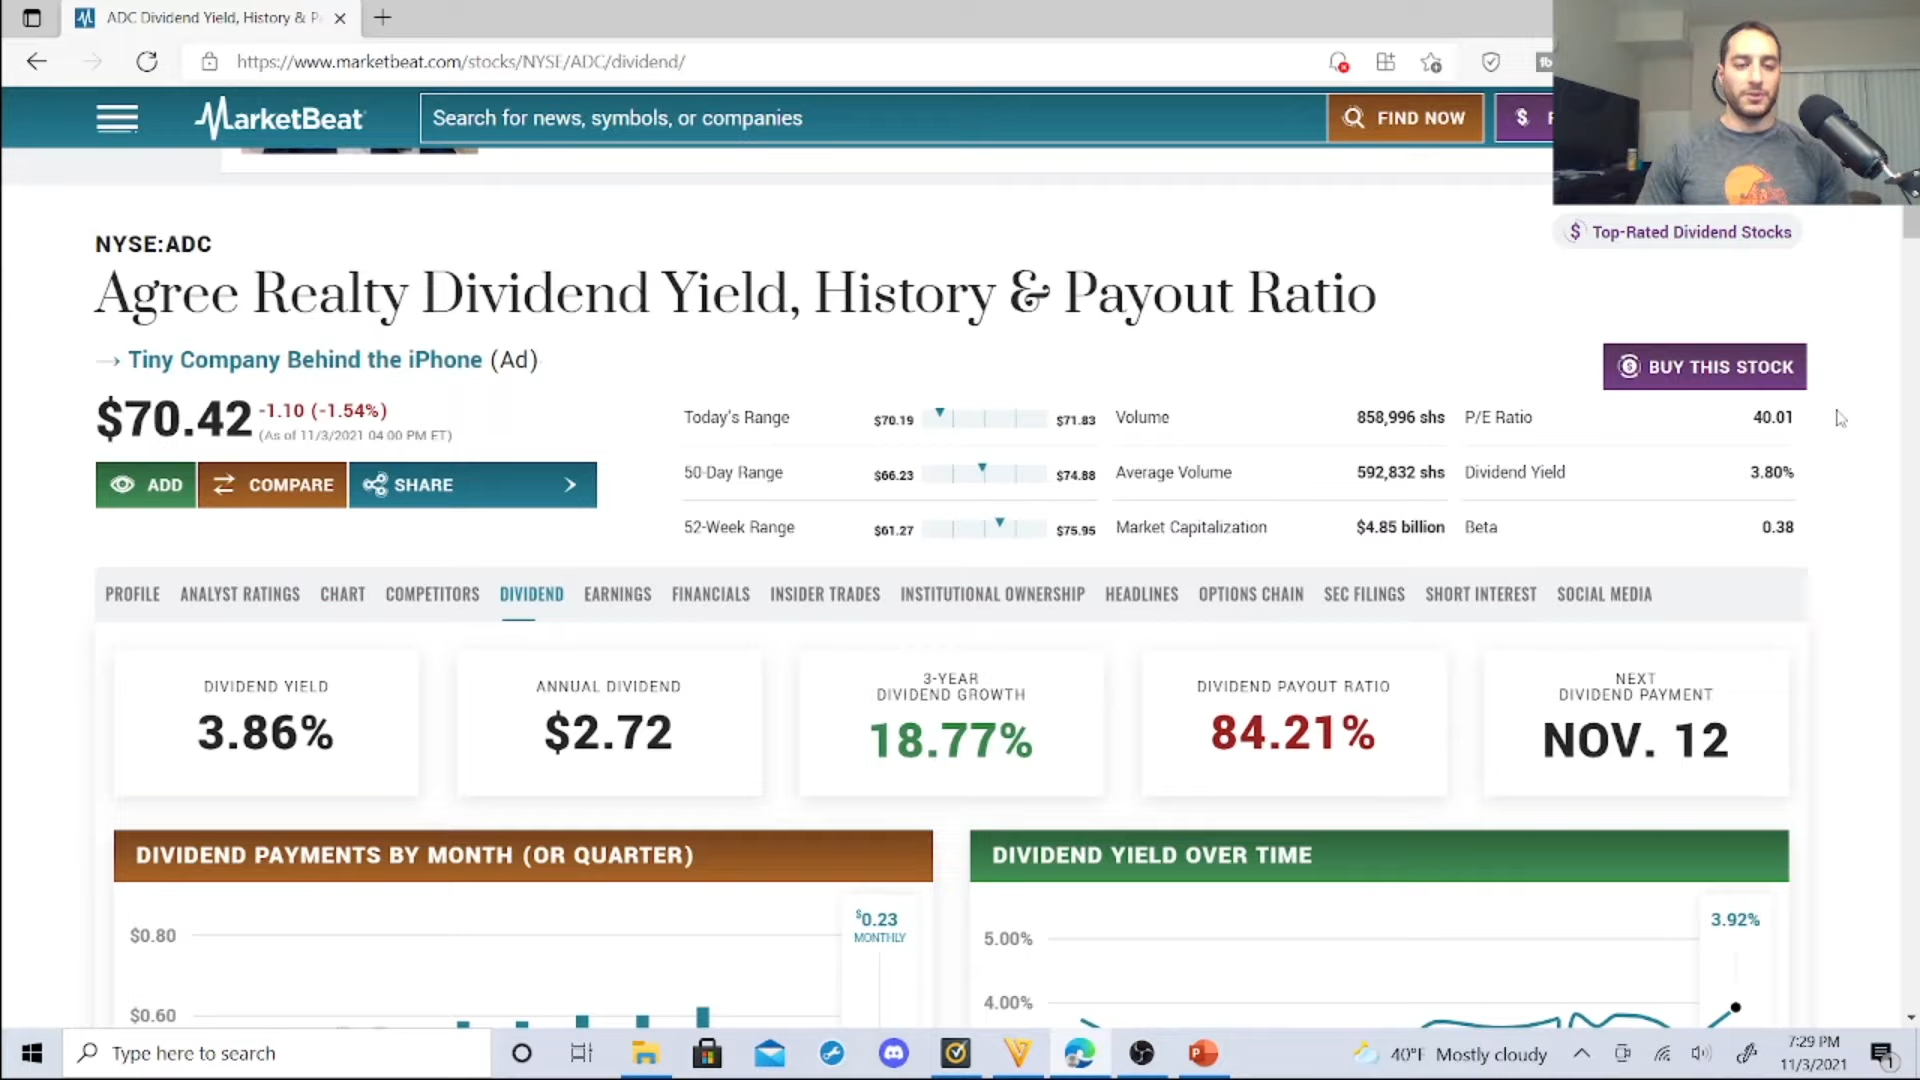 ADC Dividend Yield, History & P
https://www.marketbeat.com/stocks/NYSE/ADC/dividend/
MarketBeat
Search for news, symbols, or companies
FIND NOW
$
Top-Rated Dividend Stocks
NYSE:ADC
Agree Realty Dividend Yield, History & Payout Ratio
→ Tiny Company Behind the iPhone (Ad)
BUY THIS STOCK
$70.42 -1.10 (-1.54%)
(As of 11/3/2021 04:00 PM ET)
ADD COMPARE SHARE
Today's Range $70.19 $71.83 Volume 858,996 shs P/E Ratio 40.01
50-Day Range $66.23 $74.88 Average Volume 592,832 shs Dividend Yield 3.80%
52-Week Range $61.27 $75.95 Market Capitalization $4.85 billion Beta 0.38
PROFILE ANALYST RATINGS CHART COMPETITORS DIVIDEND EARNINGS FINANCIALS INSIDER TRADES INSTITUTIONAL OWNERSHIP HEADLINES OPTIONS CHAIN SEC FILINGS SHORT INTEREST SOCIAL MEDIA
DIVIDEND YIELD
3.86%
ANNUAL DIVIDEND
$2.72
3-YEAR
DIVIDEND GROWTH
18.77%
DIVIDEND PAYOUT RATIO
84.21%
NEXT
DIVIDEND PAYMENT
NOV. 12
DIVIDEND PAYMENTS BY MONTH (OR QUARTER)
$0.23
MONTHLY
$0.80
$0.60
DIVIDEND YIELD OVER TIME
3.92%
5.00%
4.00%
Type here to search
40°F Mostly cloudy
7:29 PM
11/3/2021
1